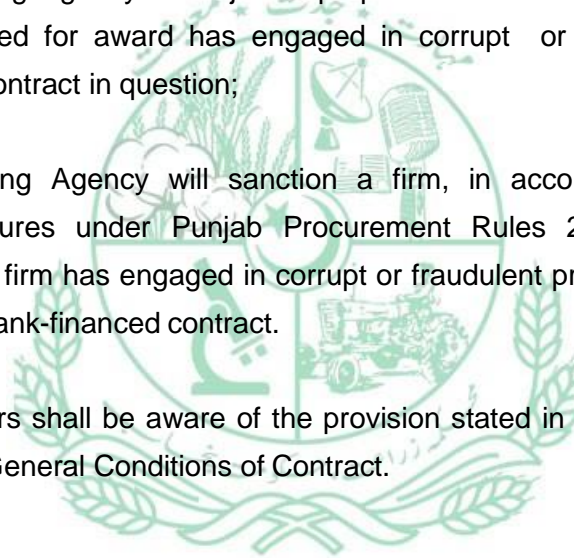 ed for award has engaged in corrupt or
ontract in question;
ng Agency will sanction a firm, in acco
ures under Punjab Procurement Rules 2
firm has engaged in corrupt or fraudulent pr
ank-financed contract.
rs shall be aware of the provision stated in
General Conditions of Contract.